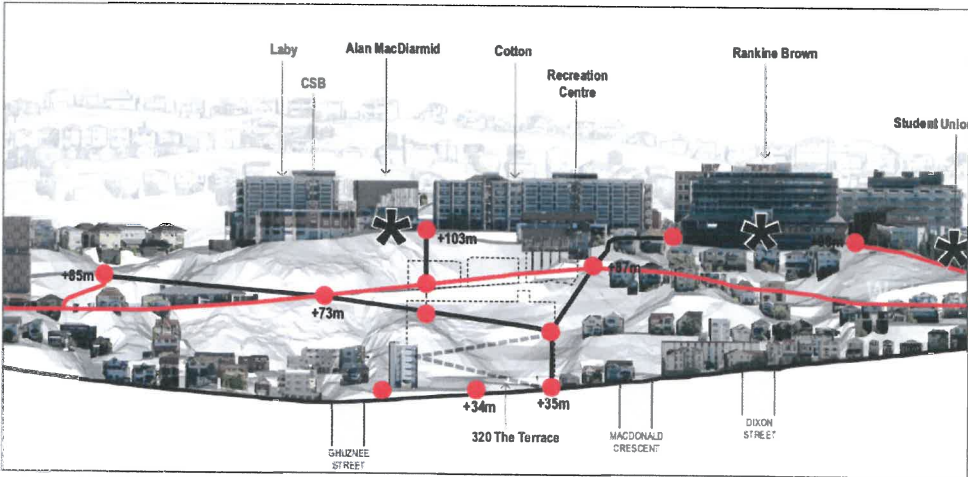 Laby
Alan MacDiarmid
Cotton
Rankine Brown
CSB
Recreation
Centre
Student Union
+103m
+85m
+87m
+73m
+34m
+35m
320 The Terrace
GHUZNEE
STREET
MACDONALD
CRESCENT
DIXON
STREET